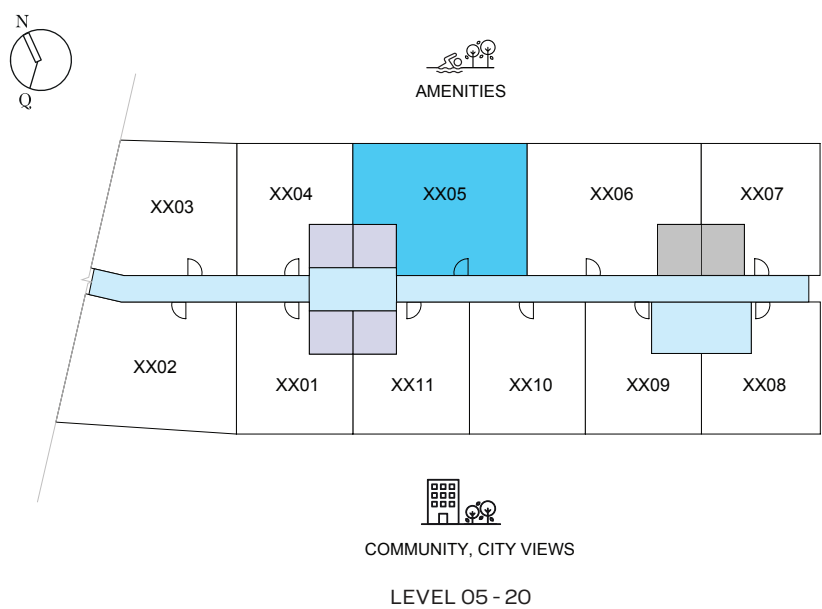 N
Q
AMENITIES
XX03
XX04
XX05
XX06
XX07
XX02
XX01
XX11
XX10
XX09
XX08
COMMUNITY, CITY VIEWS
LEVEL 05 - 20